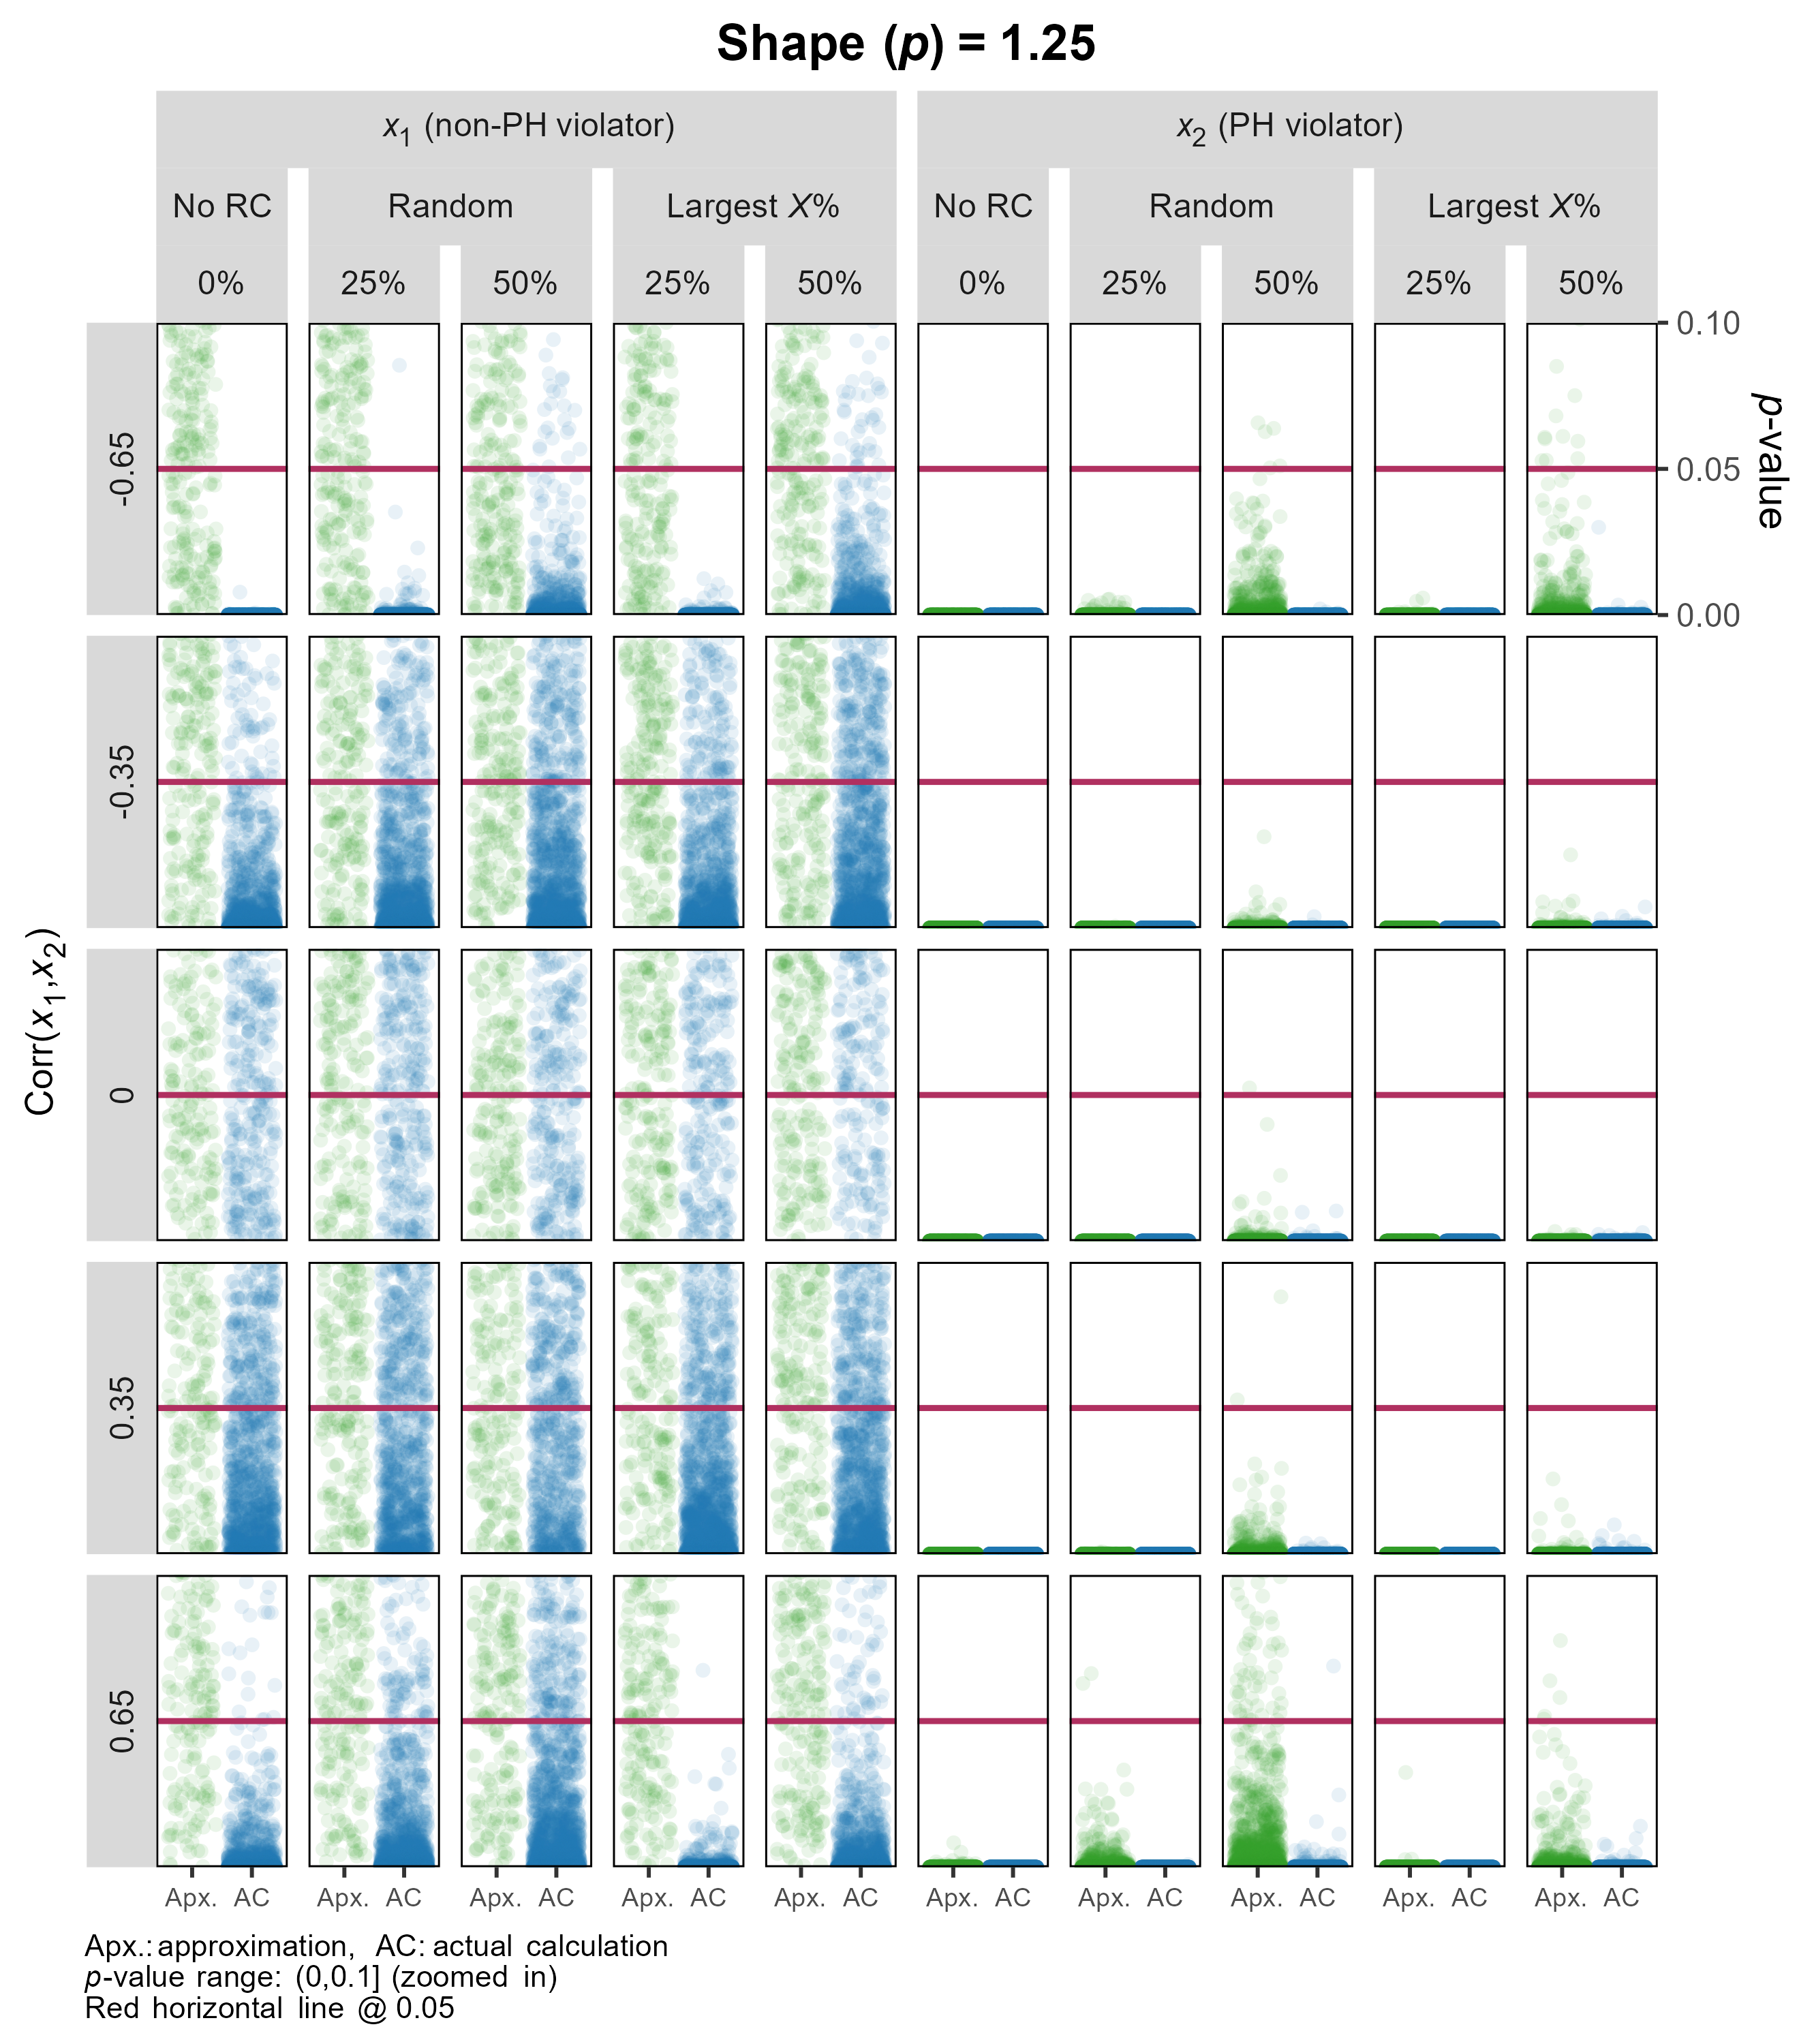 Shape (p) = 1.25
x1 (non-PH violator) x2 (PH violator)
No RC Random Largest X% No RC Random Largest X%
0% 25% 50% 25% 50% 0% 25% 50% 25% 50%
-0.65
-0.35
0
0.35
0.65
Corr(x1,x2)
0.10
0.05
0.00
p-value
Apx. AC Apx. AC Apx. AC Apx. AC Apx. AC Apx. AC Apx. AC Apx. AC Apx. AC Apx. AC
Apx.: approximation, AC: actual calculation
p-value range: (0,0.1] (zoomed in)
Red horizontal line @ 0.05